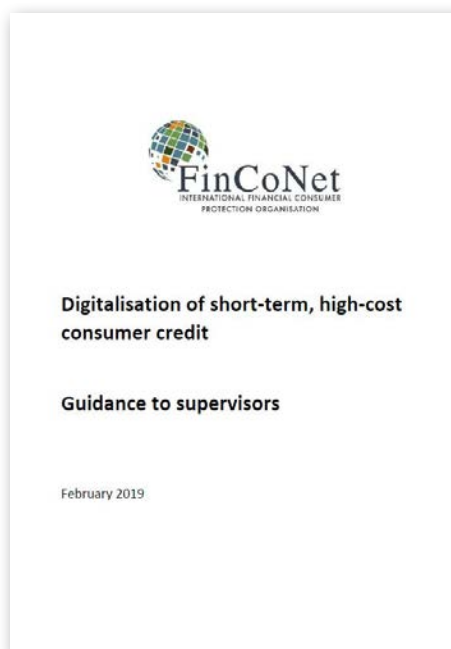 FinCoNet
INTERNATIONAL FINANCIAL CONSUMER
PROTECTION ORGANISATION
Digitalisation of short-term, high-cost
consumer credit
Guidance to supervisors
February 2019